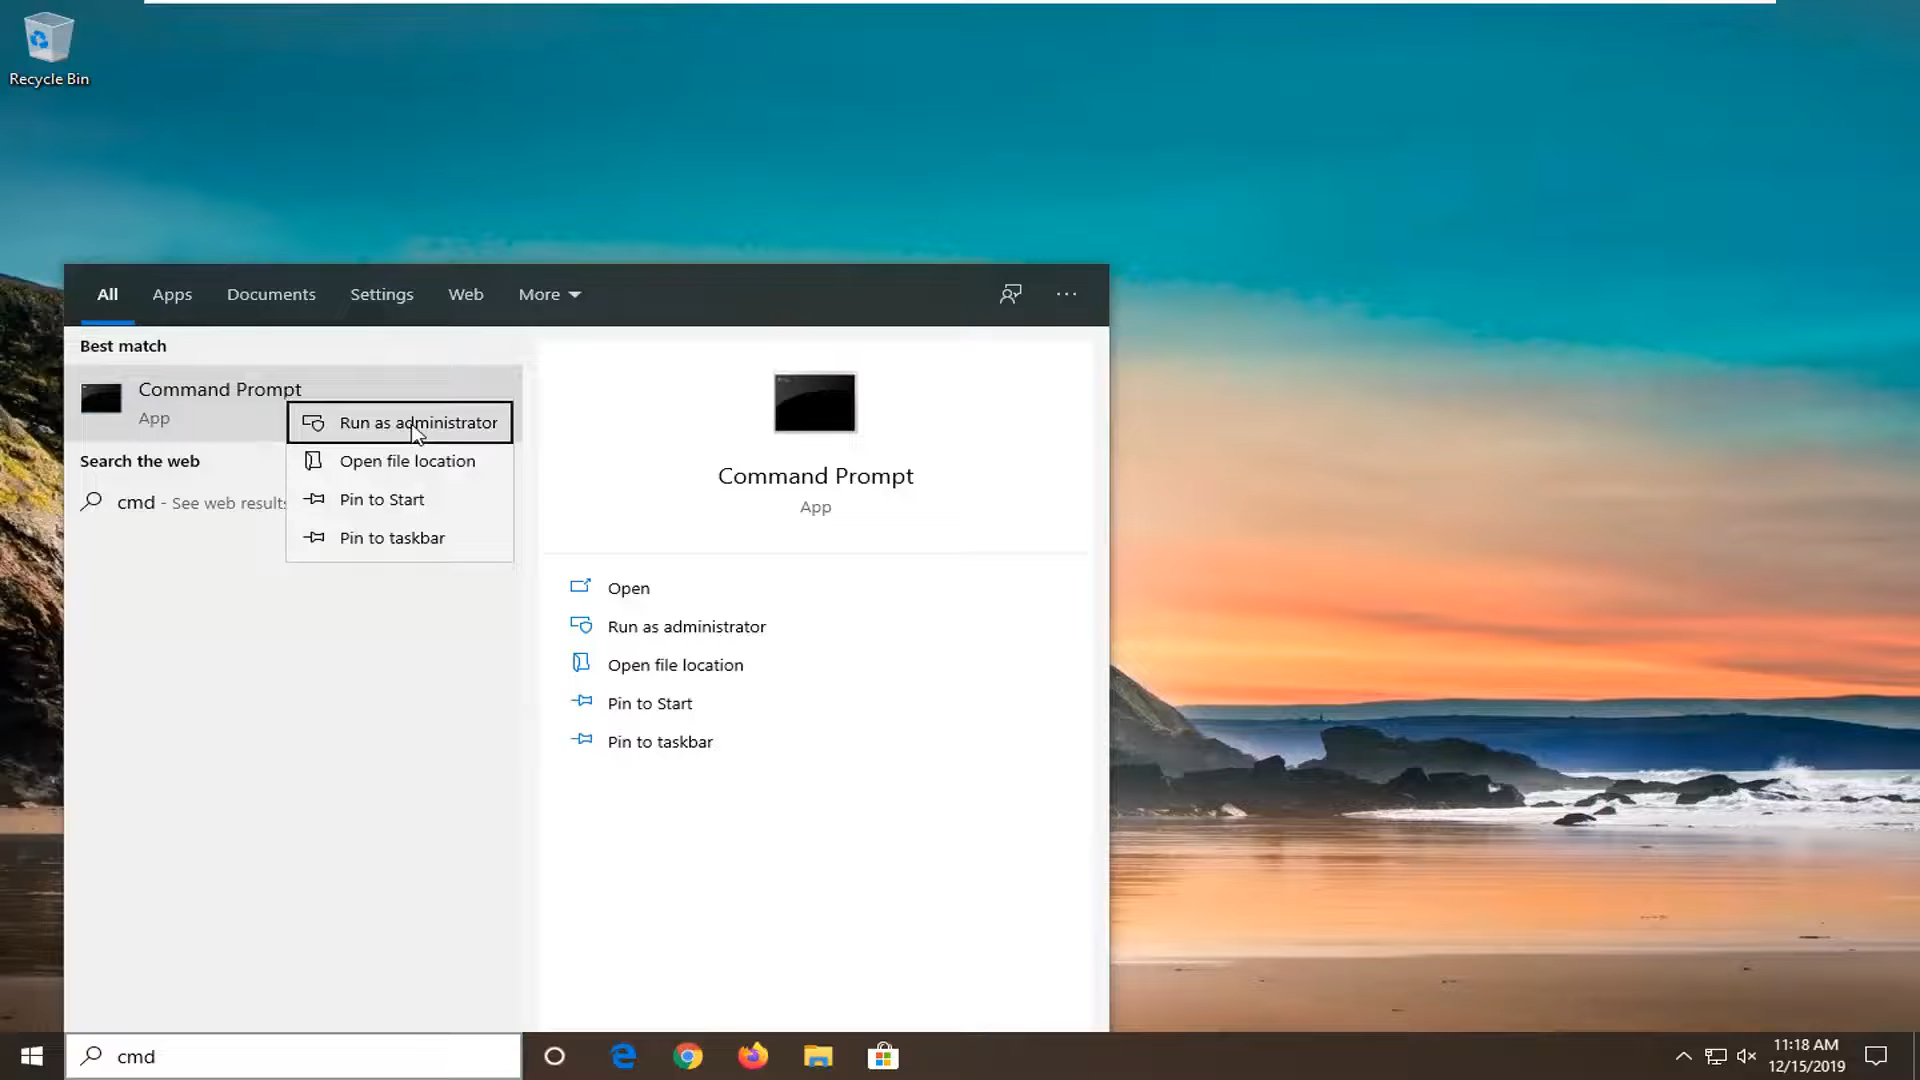 Recycle Bin
All Apps Documents Settings Web More
Best match
Command Prompt
App
Run as administrator
Open file location
Pin to Start
Pin to taskbar
Search the web
cmd - See web results
Command Prompt
App
Open
Run as administrator
Open file location
Pin to Start
Pin to taskbar
cmd
11:18 AM
12/15/2019